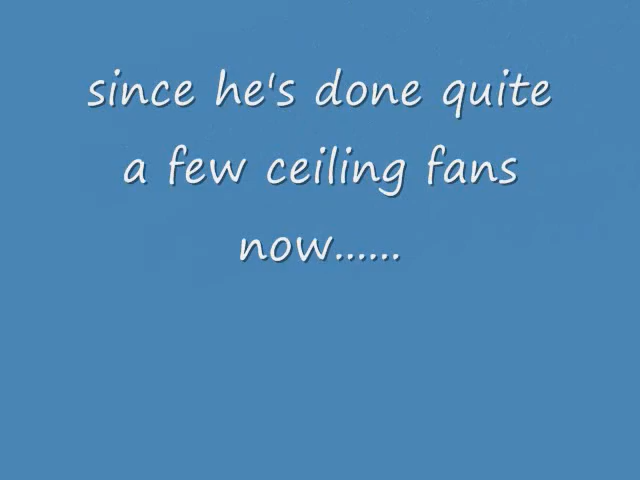 since he's done quite
a few ceiling fans
now......